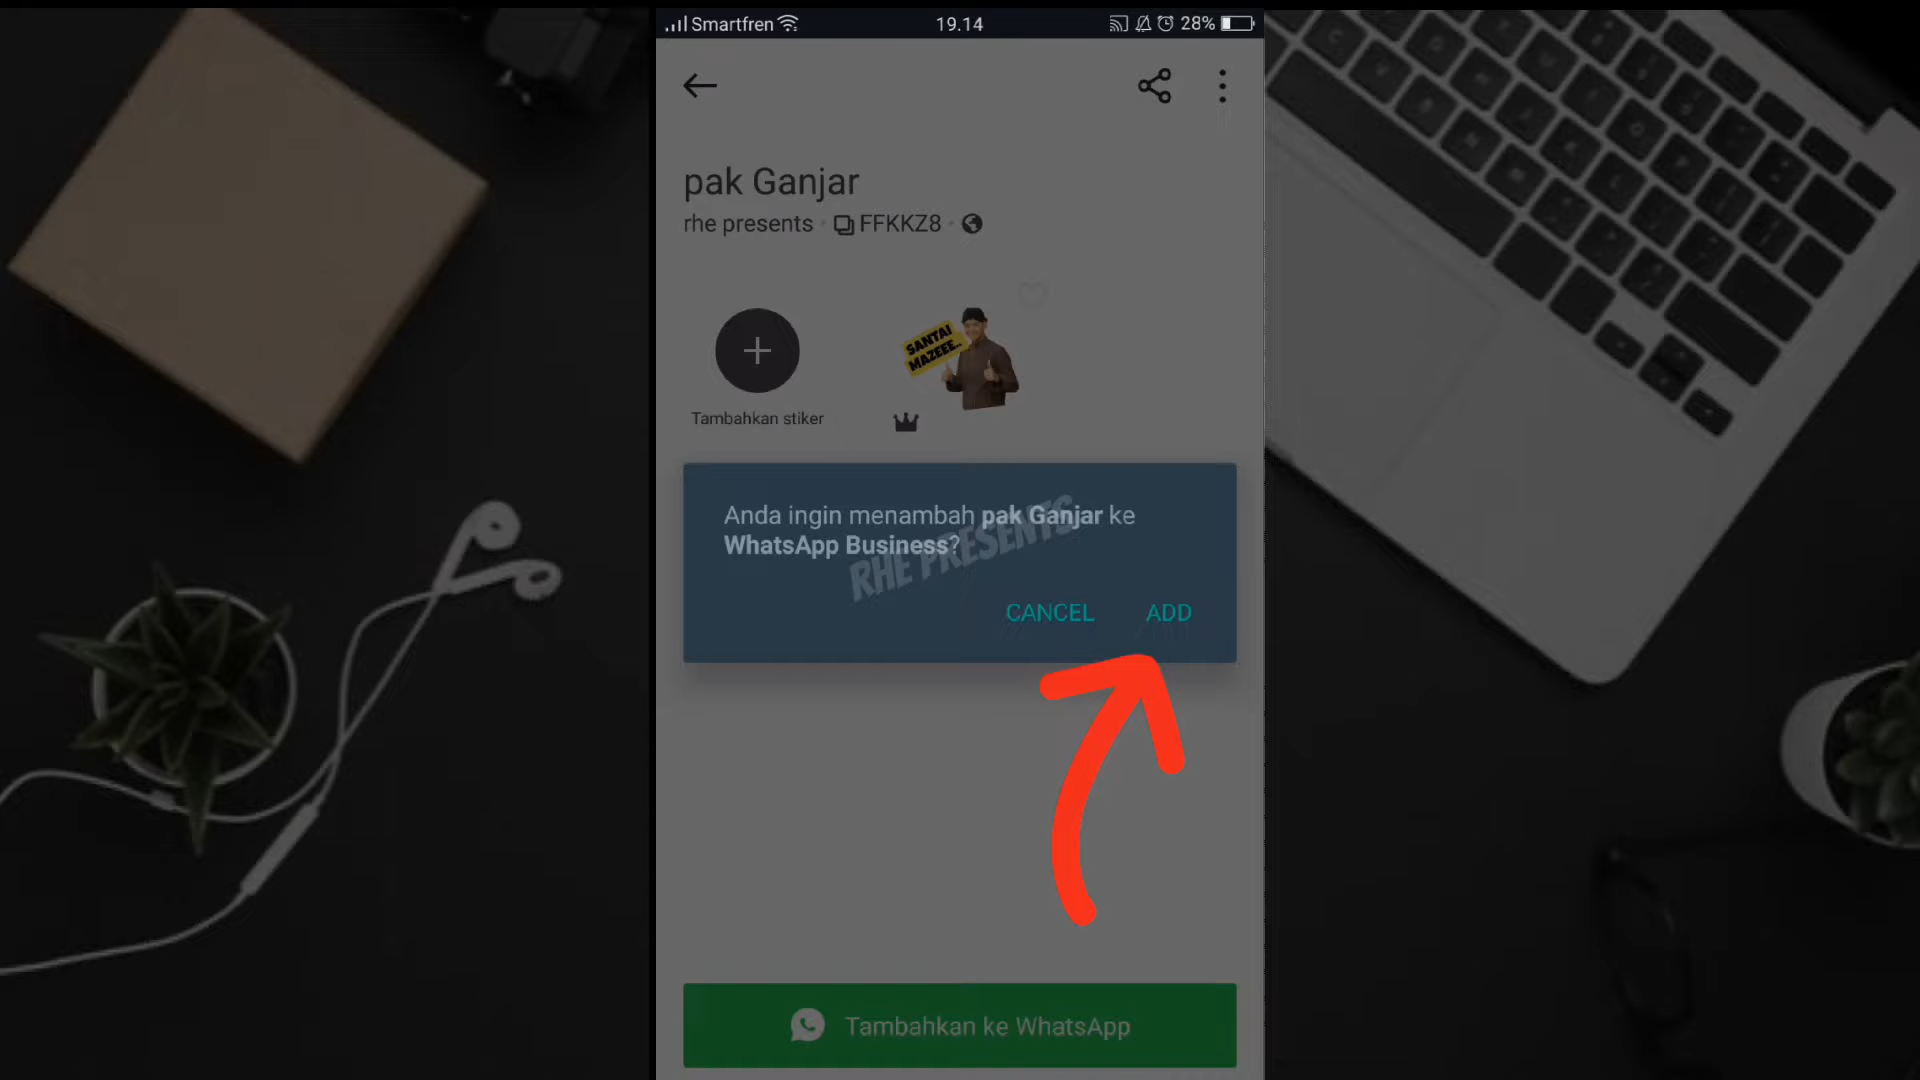 Smartfren 19.14 28%
pak Ganjar
rhe presents · FFKKZ8 ·
SANTAI
MAZEEE..
Tambahkan stiker
Anda ingin menambah pak Ganjar ke
WhatsApp Business?
RHE PRESENTS
CANCEL ADD
Tambahkan ke WhatsApp